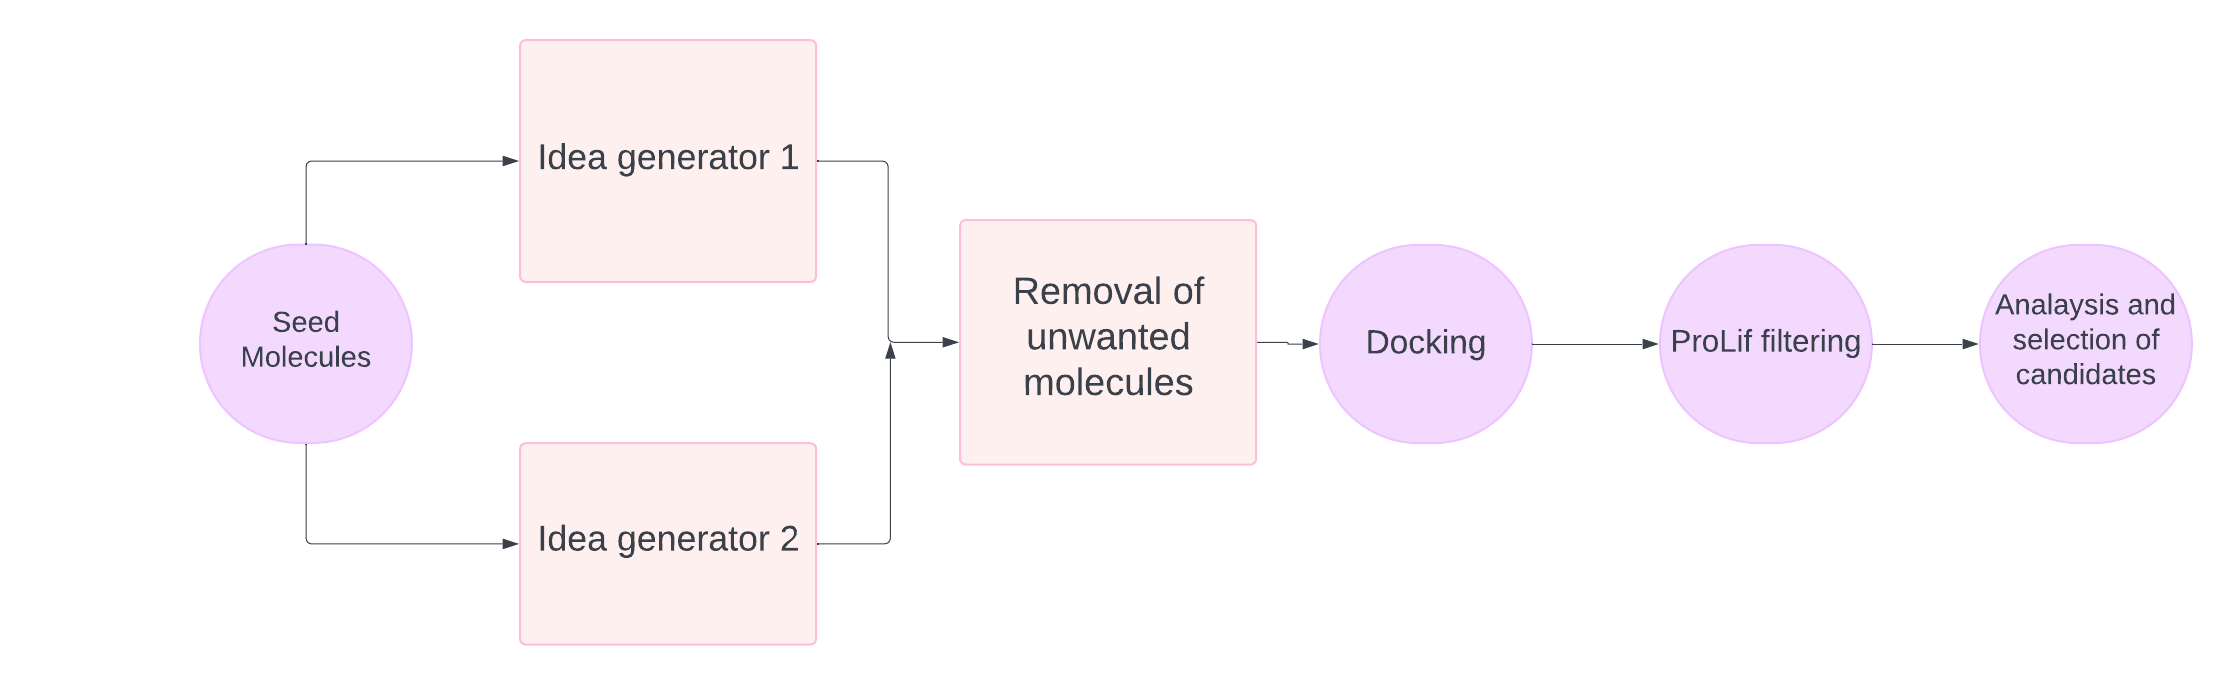 Idea generator 1
Seed
Molecules
Idea generator 2
Removal of
unwanted
molecules
Docking
ProLif filtering
Analaysis and
selection of
candidates